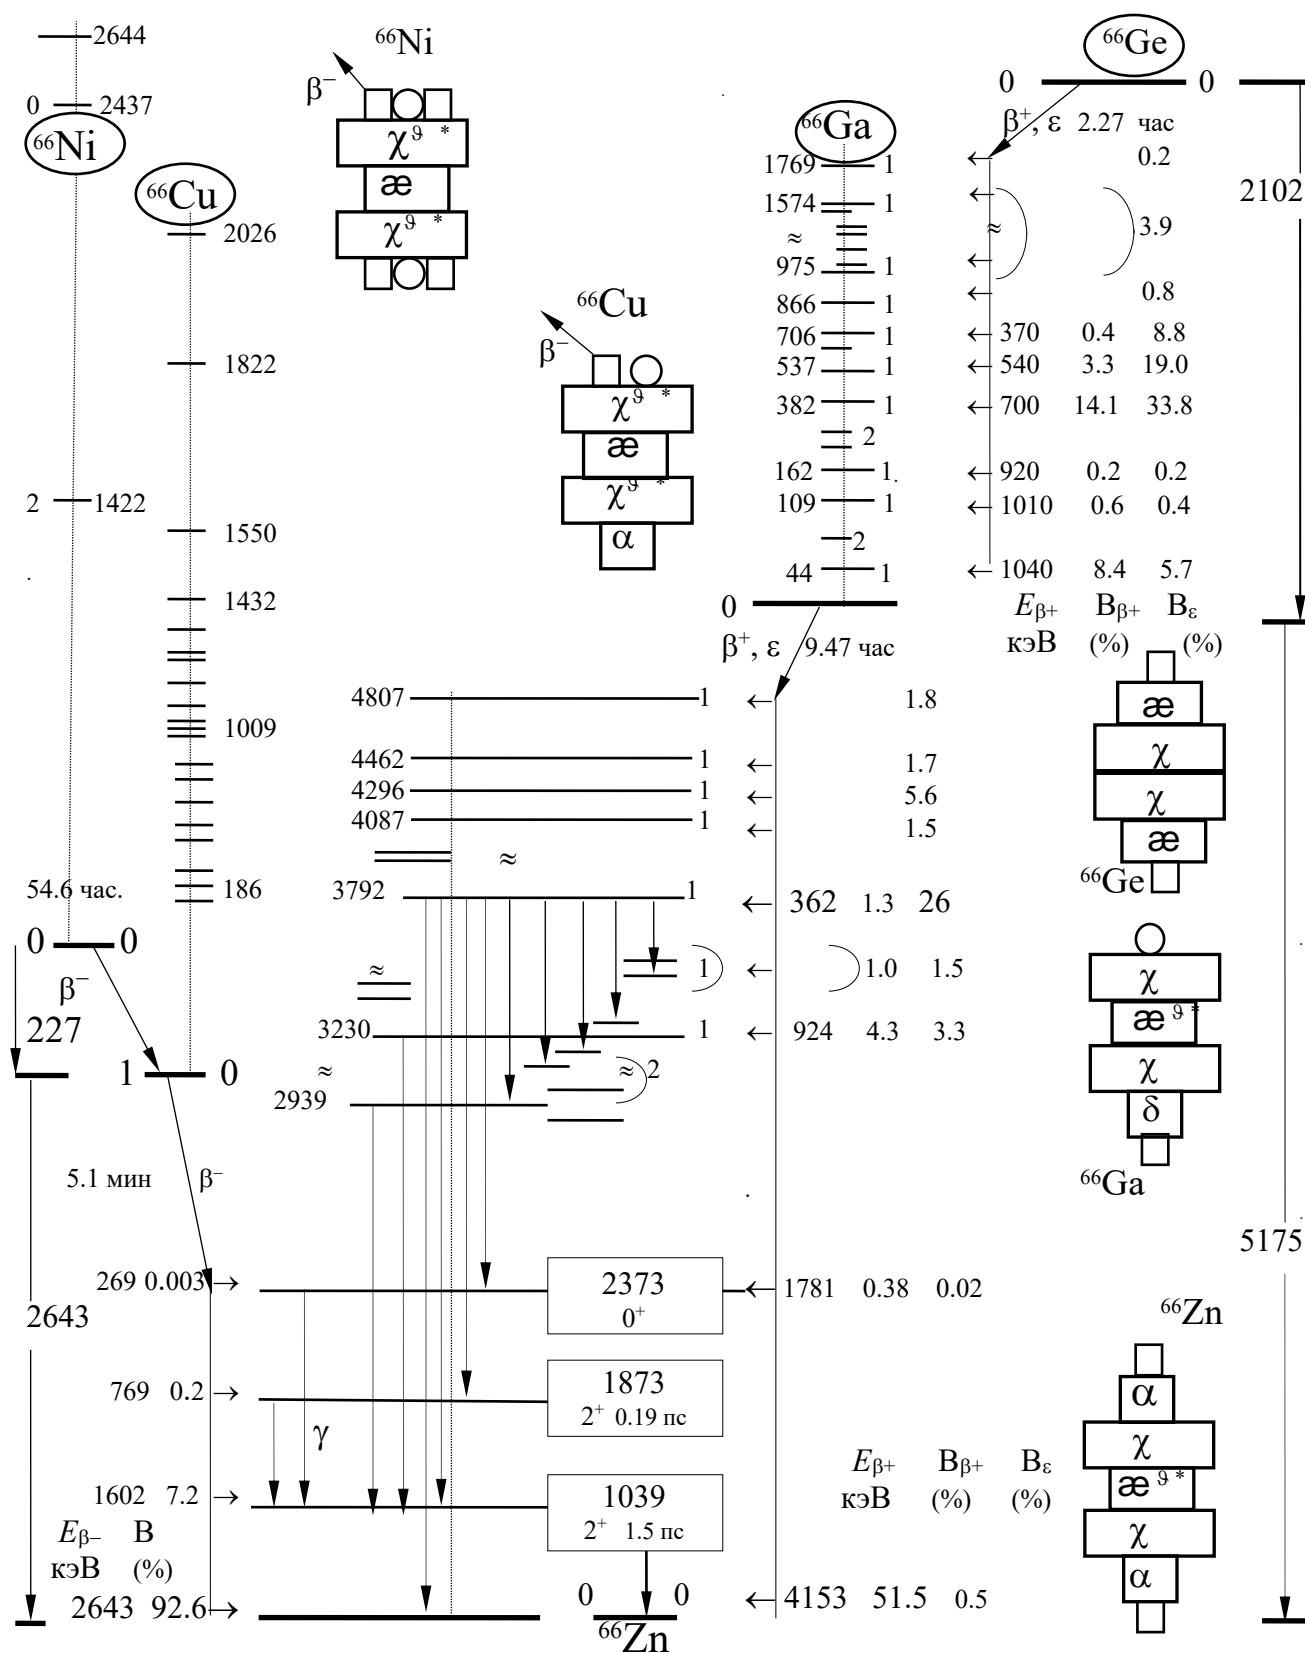 2644
⁶⁶Ni
⁶⁶Ge
0 0
β⁻
0 2437
⁶⁶Ni
⁶⁶Ga
β⁺, ε 2.27 час
χ^ϑ *
æ
χ^ϑ *
1769 1 0.2
⁶⁶Cu
2102
1574 1
2026
≈ ≈ 3.9
975 1
⁶⁶Cu
866 1 0.8
β⁻
706 1 370 0.4 8.8
1822
537 1 540 3.3 19.0
χ^ϑ *
382 1 700 14.1 33.8
æ
2
162 1 920 0.2 0.2
χ^ϑ *
2 1422
109 1 1010 0.6 0.4
1550
α
2
44 1 1040 8.4 5.7
1432
0
Eβ+ Bβ+ Bε
кэВ (%) (%)
β⁺, ε 9.47 час
4807 1 1.8
æ
1009
χ
4462 1 1.7
4296 1 5.6
χ
4087 1 1.5
æ
≈
⁶⁶Ge
54.6 час. 186
3792 1 362 1.3 26
0 0
≈ 1 1.0 1.5
χ
β⁻
æ^ϑ *
227
3230 1 924 4.3 3.3
χ
1 0
≈ ≈ 2
2939
δ
5.1 мин β⁻
⁶⁶Ga
5175
269 0.003 2373 1781 0.38 0.02
0⁺
2643
⁶⁶Zn
769 0.2 1873
2⁺ 0.19 пс
α
γ
χ
Eβ+ Bβ+ Bε
æ^ϑ *
1602 7.2 1039 кэВ (%) (%)
2⁺ 1.5 пс
χ
Eβ− B
кэВ (%)
α
2643 92.6 0 0 4153 51.5 0.5
⁶⁶Zn